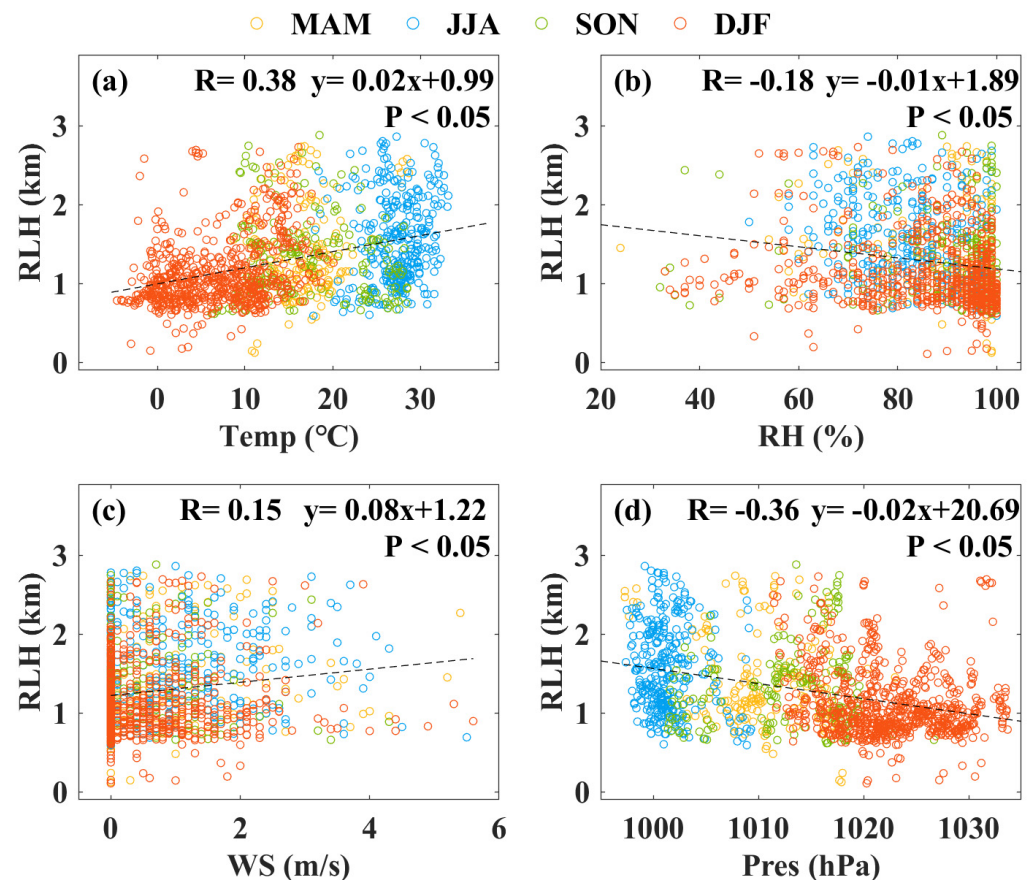 MAM JJA SON DJF
(a) R= 0.38 y= 0.02x+0.99
P < 0.05
RLH (km)
3
2
1
0
0 10 20 30
Temp (°C)
(b) R= -0.18 y= -0.01x+1.89
P < 0.05
RLH (km)
3
2
1
0
20 40 60 80 100
RH (%)
(c) R= 0.15 y= 0.08x+1.22
P < 0.05
RLH (km)
3
2
1
0
0 2 4 6
WS (m/s)
(d) R= -0.36 y= -0.02x+20.69
P < 0.05
RLH (km)
3
2
1
0
1000 1010 1020 1030
Pres (hPa)